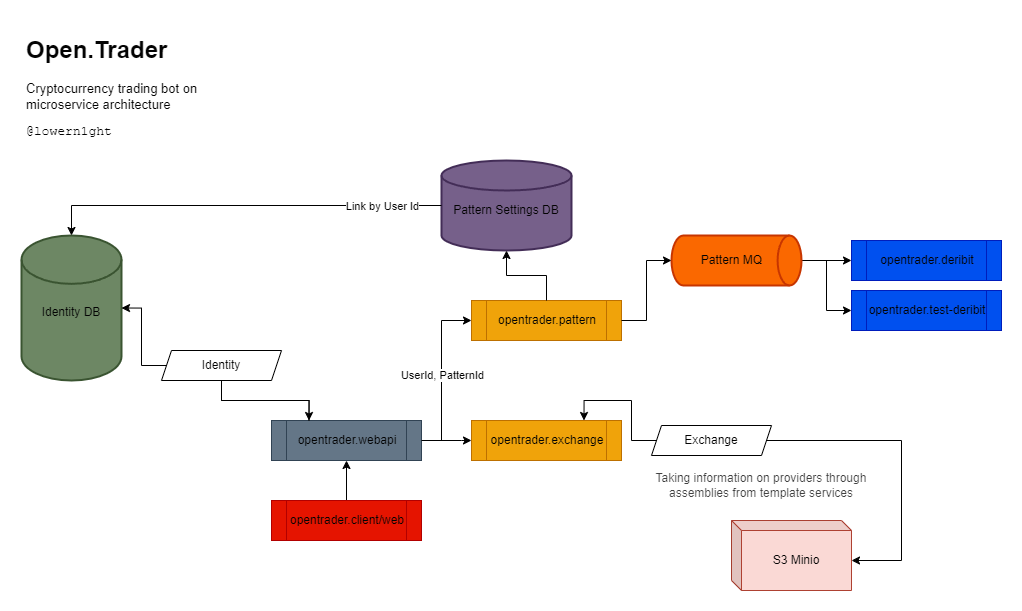 Open.Trader
Cryptocurrency trading bot on
microservice architecture
@lowern1ght
Link by User Id
Pattern Settings DB
Pattern MQ
opentrader.deribit
Identity DB
opentrader.pattern
opentrader.test-deribit
Identity
UserId, PatternId
opentrader.webapi
opentrader.exchange
Exchange
Taking information on providers through
assemblies from template services
opentrader.client/web
S3 Minio